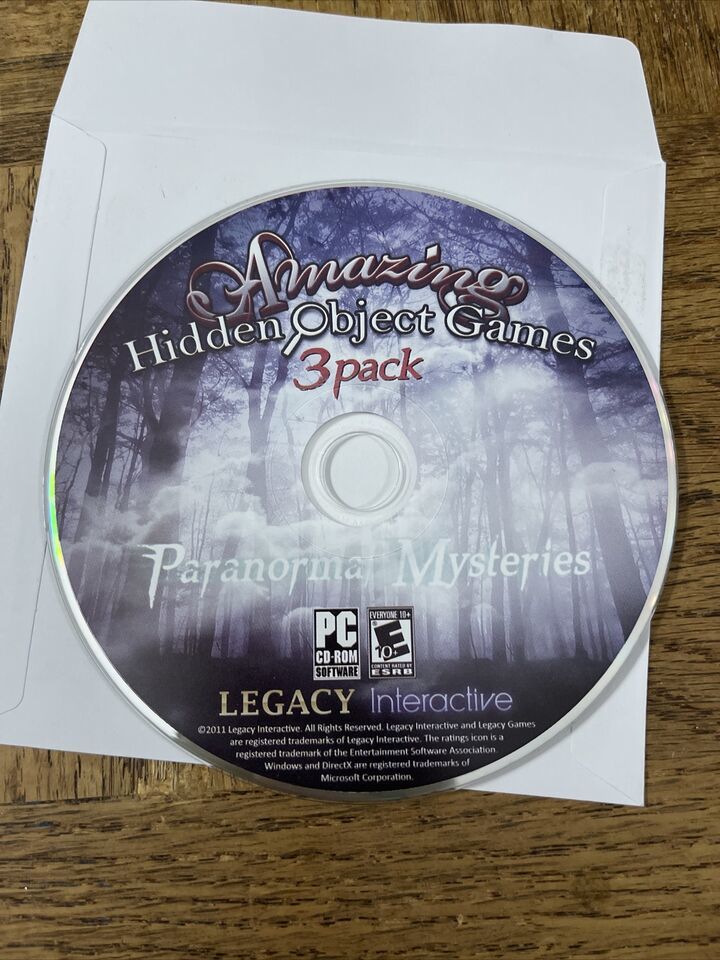 Amazing
Hidden Object Games
3 pack
Paranormal Mysteries
PC
CD-ROM
SOFTWARE
EVERYONE 10+
E
10+
CONTENT RATED BY
ESRB
LEGACY Interactive
©2011 Legacy Interactive. All Rights Reserved. Legacy Interactive and Legacy Games
are registered trademarks of Legacy Interactive. The ratings icon is a
registered trademark of the Entertainment Software Association.
Windows and DirectX are registered trademarks of
Microsoft Corporation.